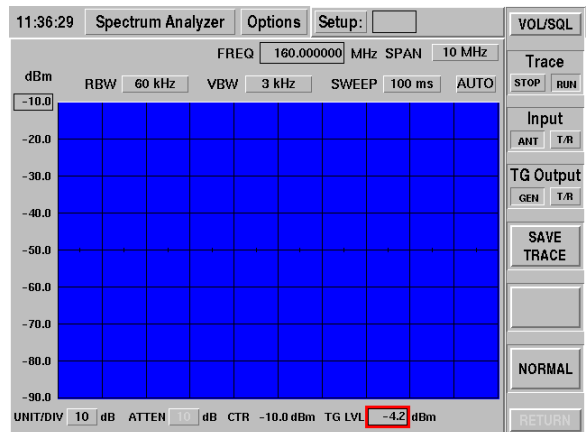 11:36:29 Spectrum Analyzer Options Setup: VOL/SQL
FREQ 160.000000 MHz SPAN 10 MHz
dBm RBW 60 kHz VBW 3 kHz SWEEP 100 ms AUTO
-10.0
-20.0
-30.0
-40.0
-50.0
-60.0
-70.0
-80.0
-90.0
UNIT/DIV 10 dB ATTEN 10 dB CTR -10.0 dBm TG LVL -4.2 dBm
Trace
STOP RUN
Input
ANT T/R
TG Output
GEN T/R
SAVE
TRACE
NORMAL
RETURN